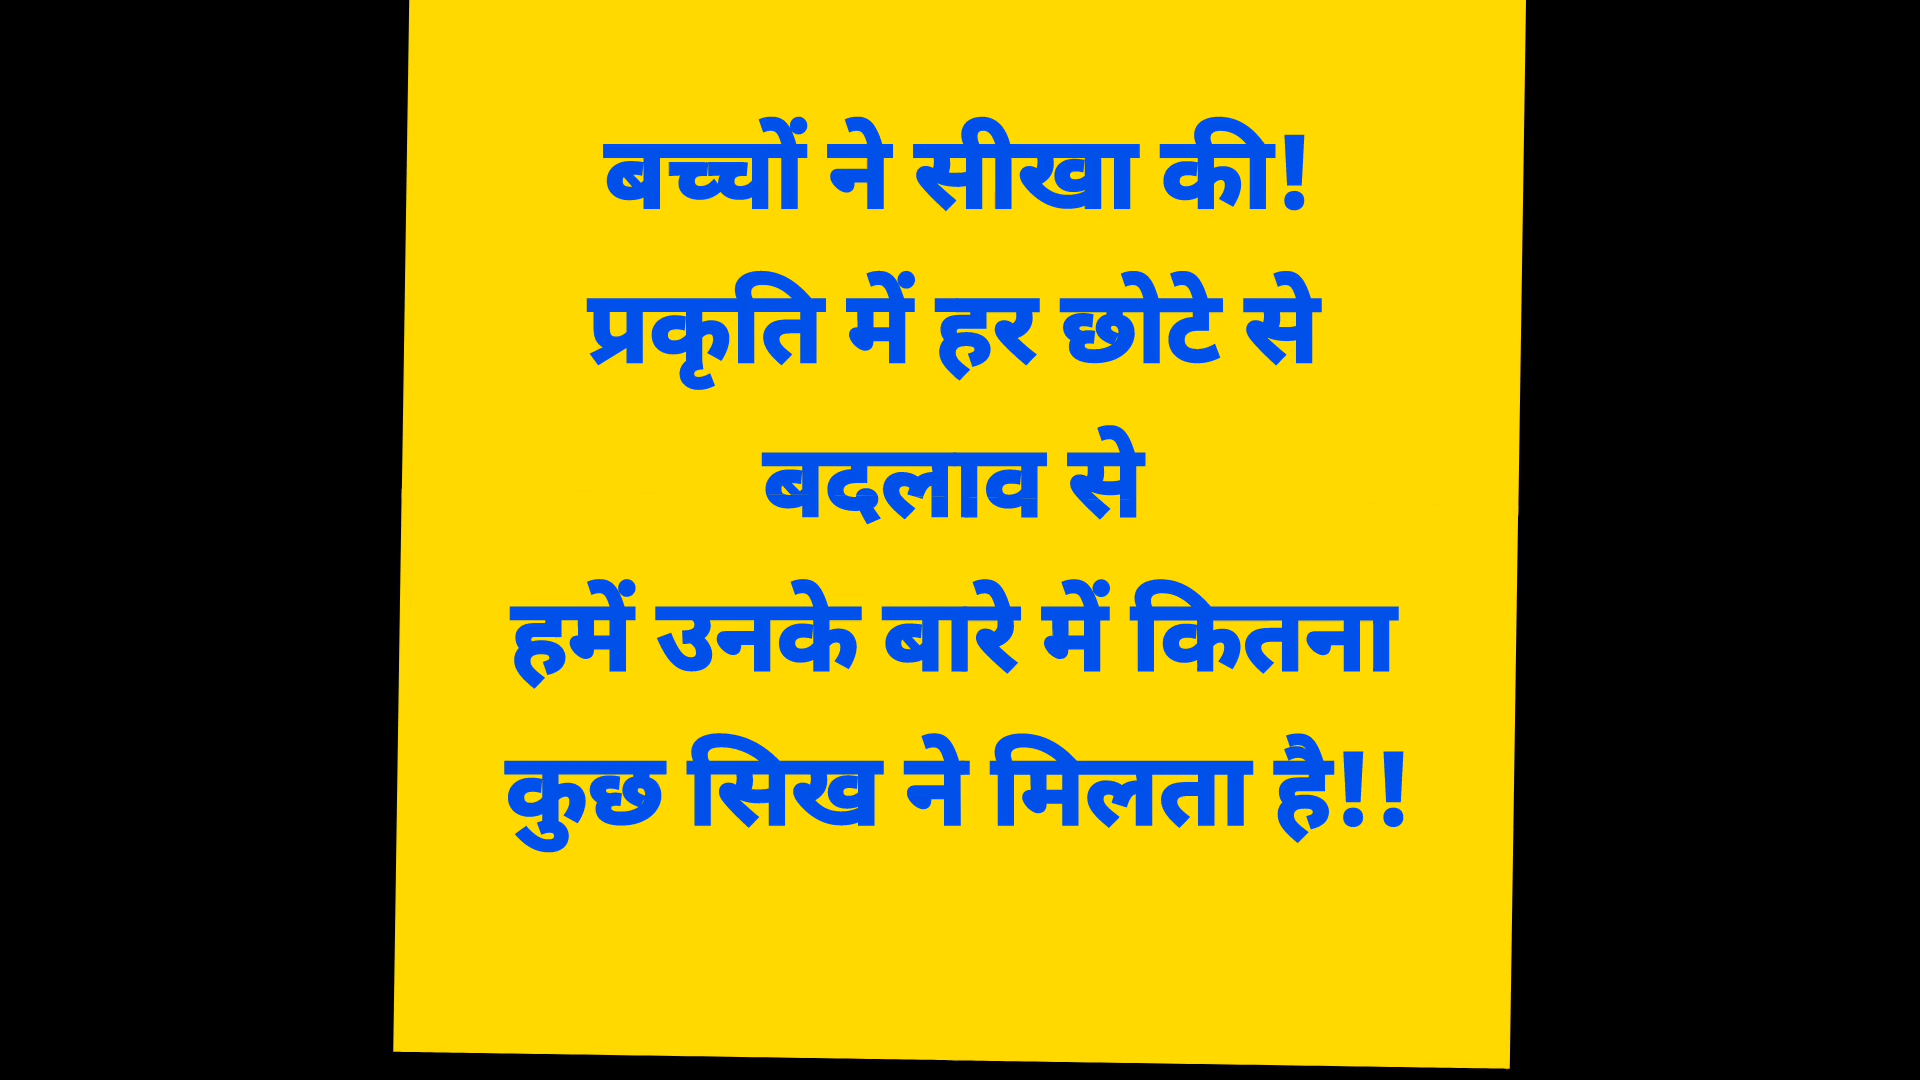 बच्चों ने सीखा की!
प्रकृति में हर छोटे से
बदलाव से
हमें उनके बारे में कितना
कुछ सिख ने मिलता है!!